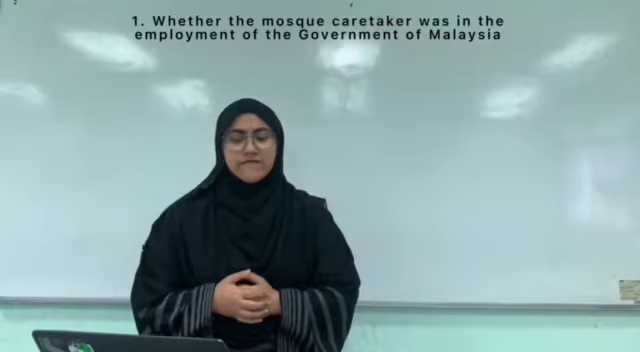 1. Whether the mosque caretaker was in the
employment of the Government of Malaysia